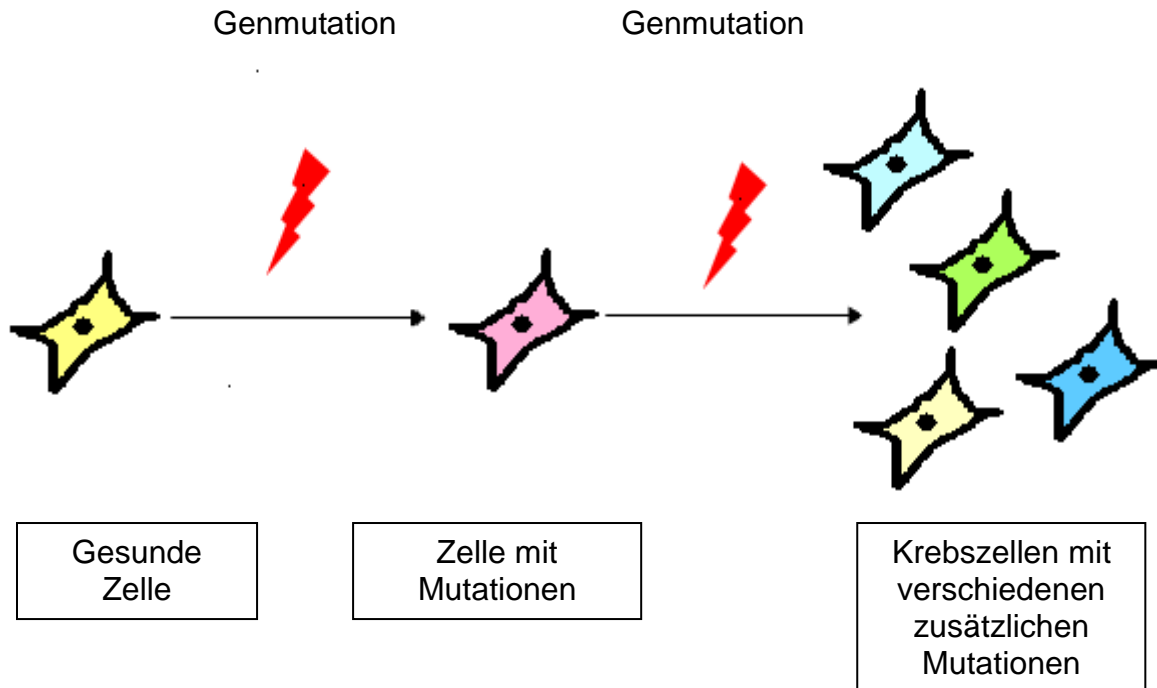 Genmutation
Genmutation
Gesunde
Zelle
Zelle mit
Mutationen
Krebszellen mit
verschiedenen
zusätzlichen
Mutationen